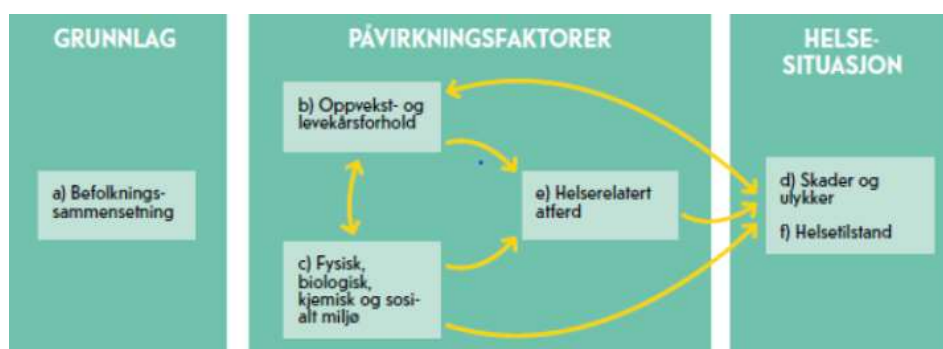 GRUNNLAG
a) Befolknings-
sammensetning
PÅVIRKNINGSFAKTORER
b) Oppvekst- og
levekårsforhold
e) Helserelatert
atferd
c) Fysisk,
biologisk,
kjemisk og sosi-
alt miljø
HELSE-
SITUASJON
d) Skader og
ulykker
f) Helsetilstand